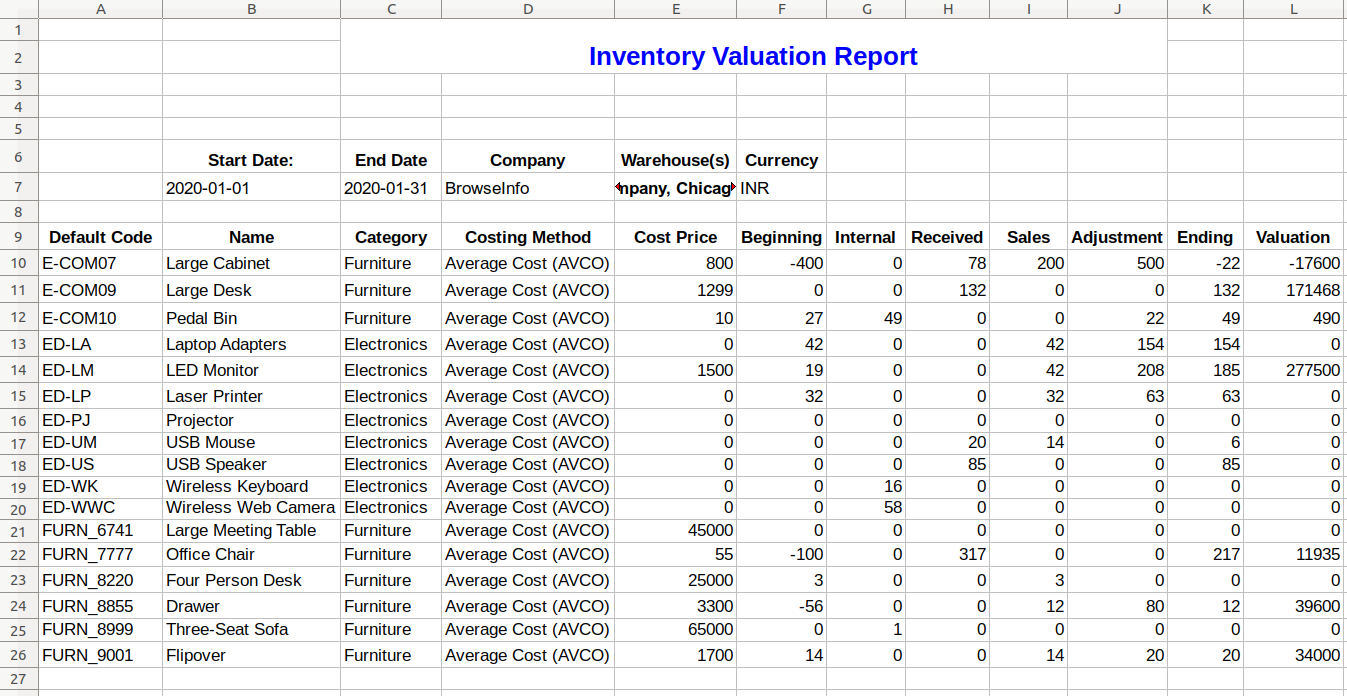 A B C D E F G H I J K L
1
2 Inventory Valuation Report
3
4
5
6 Start Date: End Date Company Warehouse(s) Currency
7 2020-01-01 2020-01-31 BrowseInfo Chicag INR
8
9 Default Code Name Category Costing Method Cost Price Beginning Internal Received Sales Adjustment Ending Valuation
10 E-COM07 Large Cabinet Furniture Average Cost (AVCO) 800 -400 0 78 200 500 -22 -17600
11 E-COM09 Large Desk Furniture Average Cost (AVCO) 1299 0 0 132 0 0 132 171468
12 E-COM10 Pedal Bin Furniture Average Cost (AVCO) 10 27 49 0 0 22 49 490
13 ED-LA Laptop Adapters Electronics Average Cost (AVCO) 0 42 0 0 42 154 154 0
14 ED-LM LED Monitor Electronics Average Cost (AVCO) 1500 19 0 0 42 208 185 277500
15 ED-LP Laser Printer Electronics Average Cost (AVCO) 0 32 0 0 32 63 63 0
16 ED-PJ Projector Electronics Average Cost (AVCO) 0 0 0 0 0 0 0 0
17 ED-UM USB Mouse Electronics Average Cost (AVCO) 0 0 0 20 14 0 6 0
18 ED-US USB Speaker Electronics Average Cost (AVCO) 0 0 0 85 0 0 85 0
19 ED-WK Wireless Keyboard Electronics Average Cost (AVCO) 0 0 16 0 0 0 0 0
20 ED-WWC Wireless Web Camera Electronics Average Cost (AVCO) 0 0 58 0 0 0 0 0
21 FURN_6741 Large Meeting Table Furniture Average Cost (AVCO) 45000 0 0 0 0 0 0 0
22 FURN_7777 Office Chair Furniture Average Cost (AVCO) 55 -100 0 317 0 0 217 11935
23 FURN_8220 Four Person Desk Furniture Average Cost (AVCO) 25000 3 0 0 3 0 0 0
24 FURN_8855 Drawer Furniture Average Cost (AVCO) 3300 -56 0 0 12 80 12 39600
25 FURN_8999 Three-Seat Sofa Furniture Average Cost (AVCO) 65000 0 1 0 0 0 0 0
26 FURN_9001 Flipover Furniture Average Cost (AVCO) 1700 14 0 0 14 20 20 34000
27